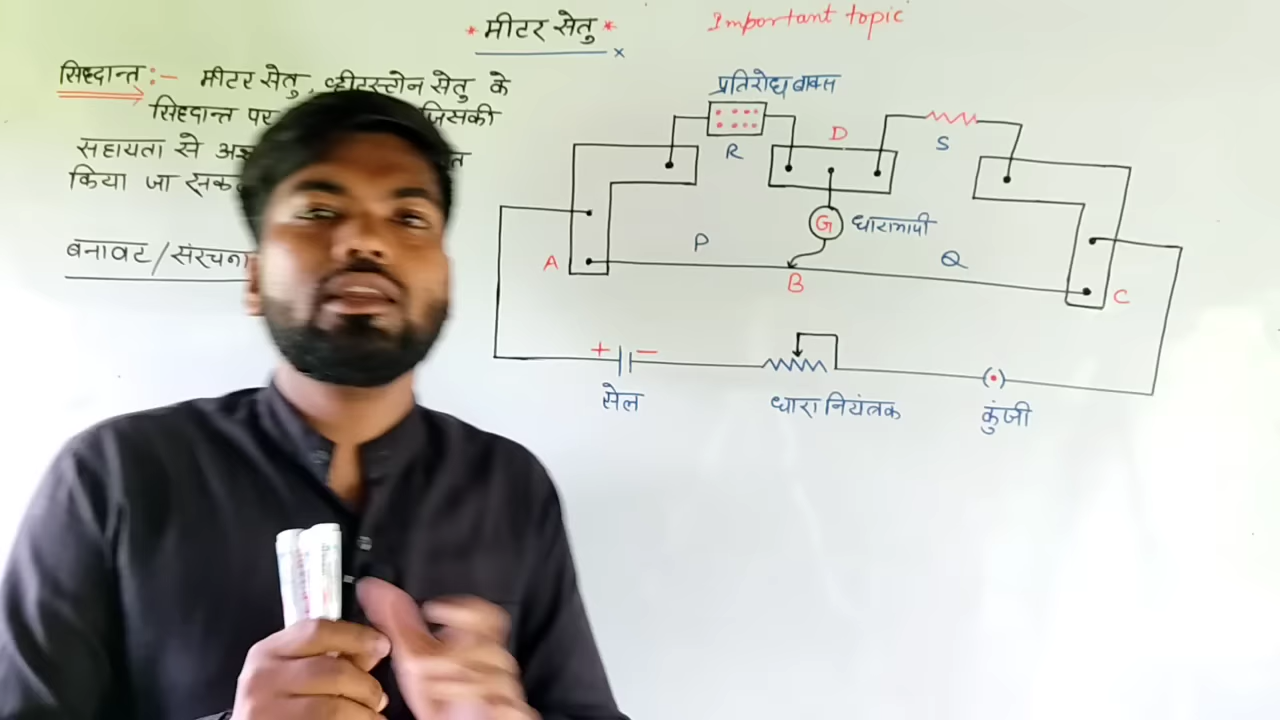 * मीटर सेतु *
Important topic
सिद्दान्त :- मीटर सेतु, व्हीटस्टोन सेतु के
सिद्दान्त पर जिसकी
सहायता से
किया जा
बनावट/संरचना
प्रतिरोध बाक्स
R
D
S
G धारामापी
P
Q
A
B
C
+ -
सेल
धारा नियंत्रक
कुंजी